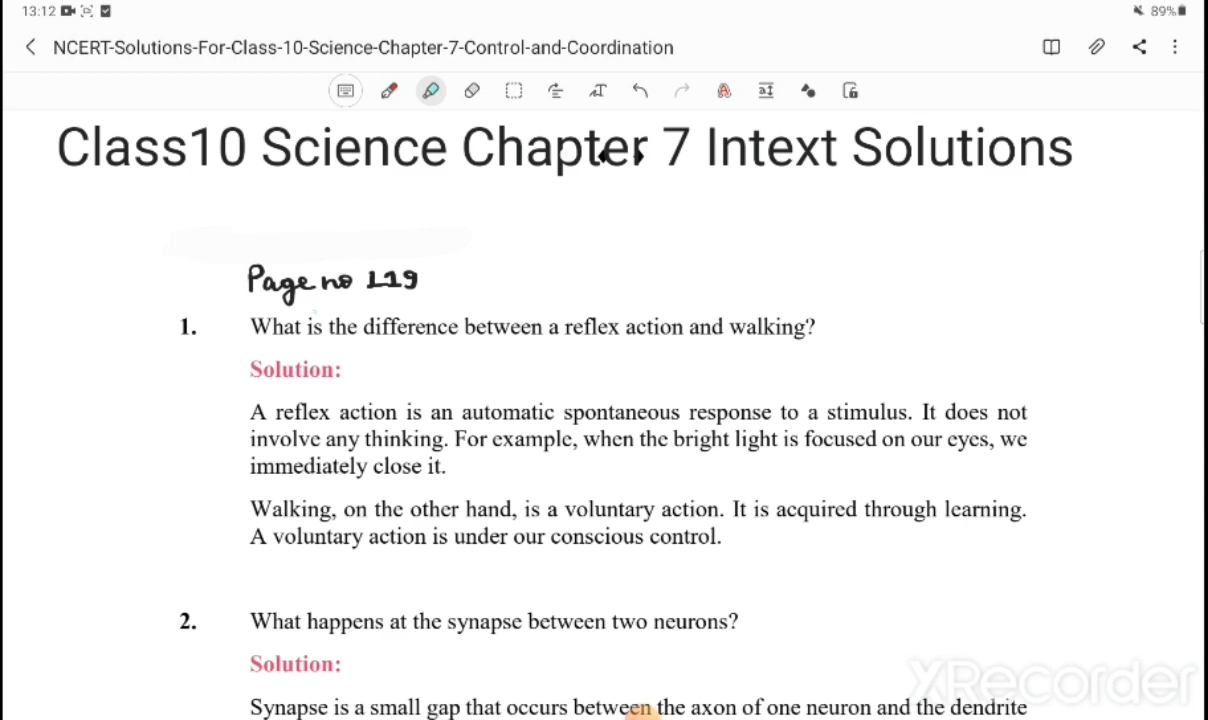 13:12
89%
NCERT-Solutions-For-Class-10-Science-Chapter-7-Control-and-Coordination
Class10 Science Chapter 7 Intext Solutions
Page no 119
1. What is the difference between a reflex action and walking?
Solution:
A reflex action is an automatic spontaneous response to a stimulus. It does not
involve any thinking. For example, when the bright light is focused on our eyes, we
immediately close it.
Walking, on the other hand, is a voluntary action. It is acquired through learning.
A voluntary action is under our conscious control.
2. What happens at the synapse between two neurons?
Solution:
XRecorder
Synapse is a small gap that occurs between the axon of one neuron and the dendrite